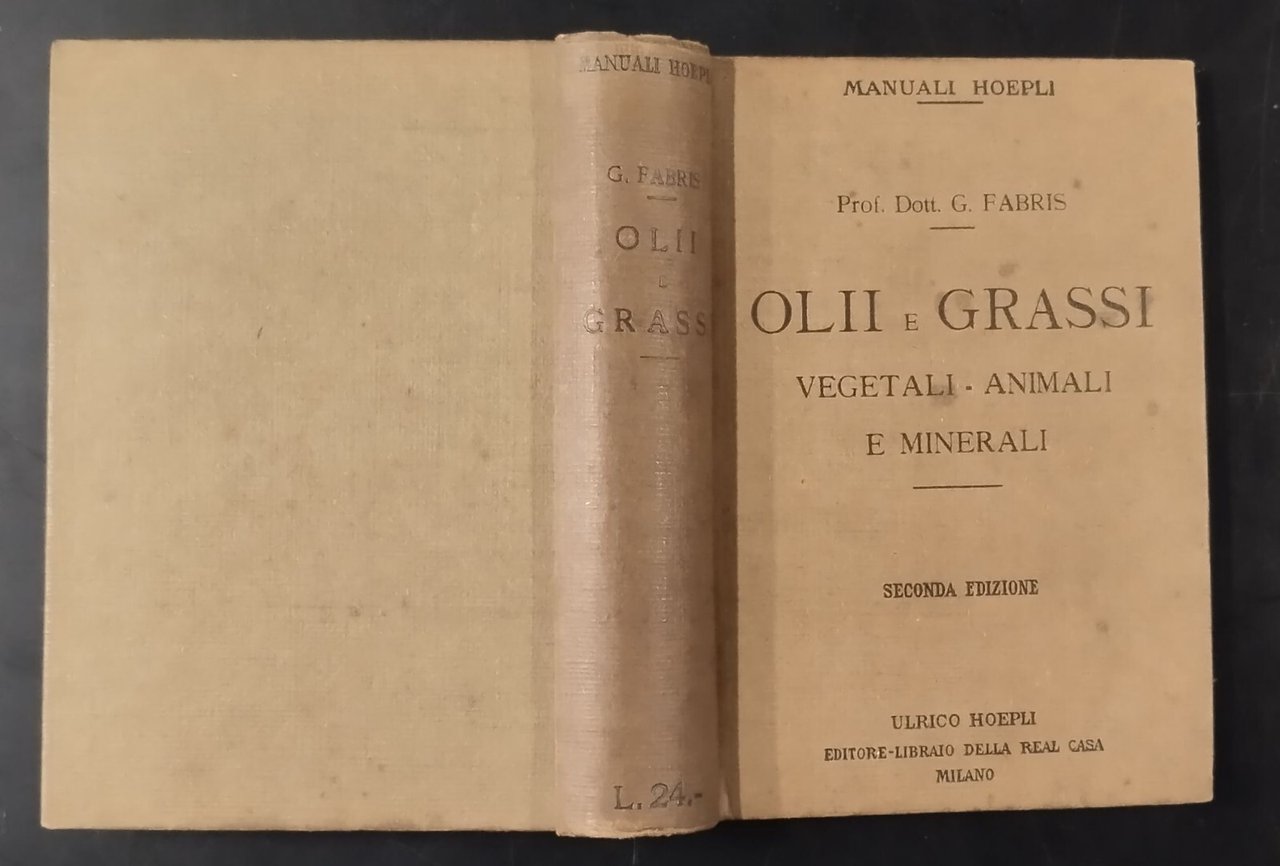 MANUALI HOEPLI
G. FABRIS
OLII
E
GRASSI
L. 24.-
MANUALI HOEPLI
Prof. Dott. G. FABRIS
OLII E GRASSI
VEGETALI - ANIMALI
E MINERALI
SECONDA EDIZIONE
ULRICO HOEPLI
EDITORE-LIBRAIO DELLA REAL CASA
MILANO